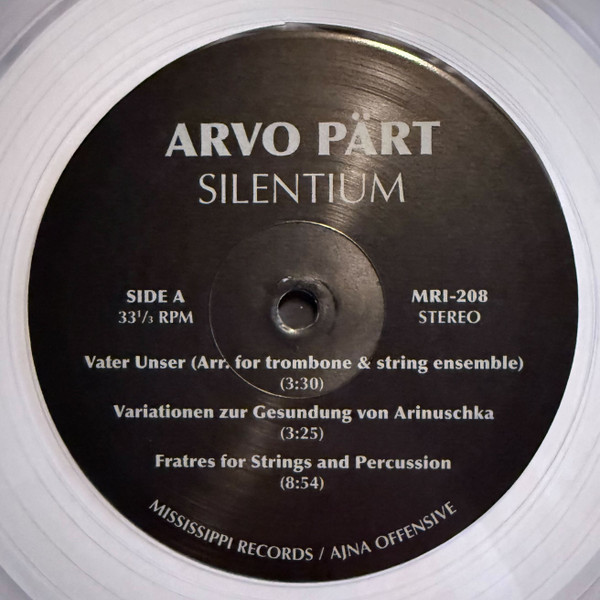 ARVO PÄRT
SILENTIUM
SIDE A
33¹/₃ RPM
MRI-208
STEREO
Vater Unser (Arr. for trombone & string ensemble)
(3:30)
Variationen zur Gesundung von Arinuschka
(3:25)
Fratres for Strings and Percussion
(8:54)
MISSISSIPPI RECORDS / AJNA OFFENSIVE